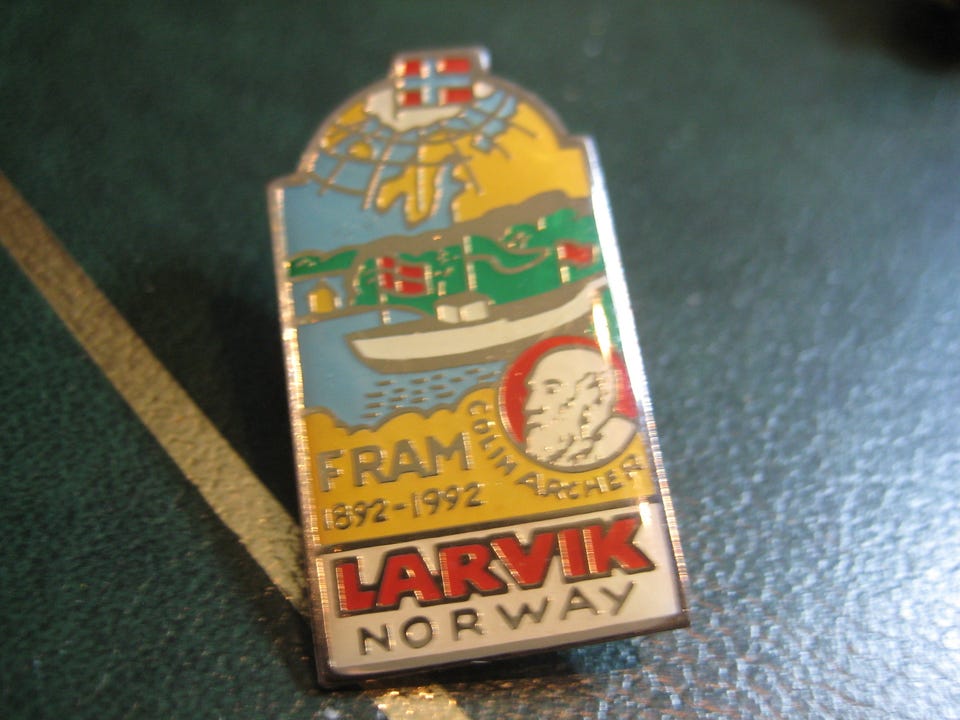 FRAM
COLIN ARCHER
1892-1992
LARVIK
NORWAY